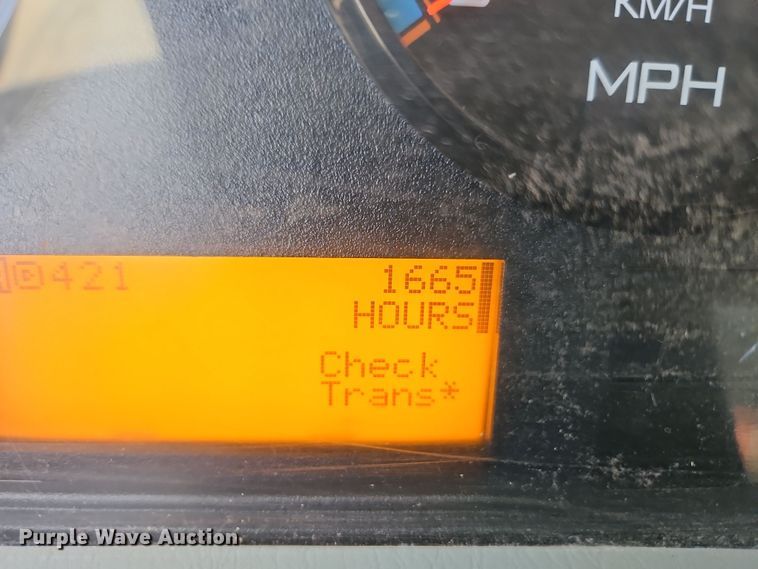 KM/H
MPH
421 1665
HOURS
Check
Trans*
Purple Wave Auction